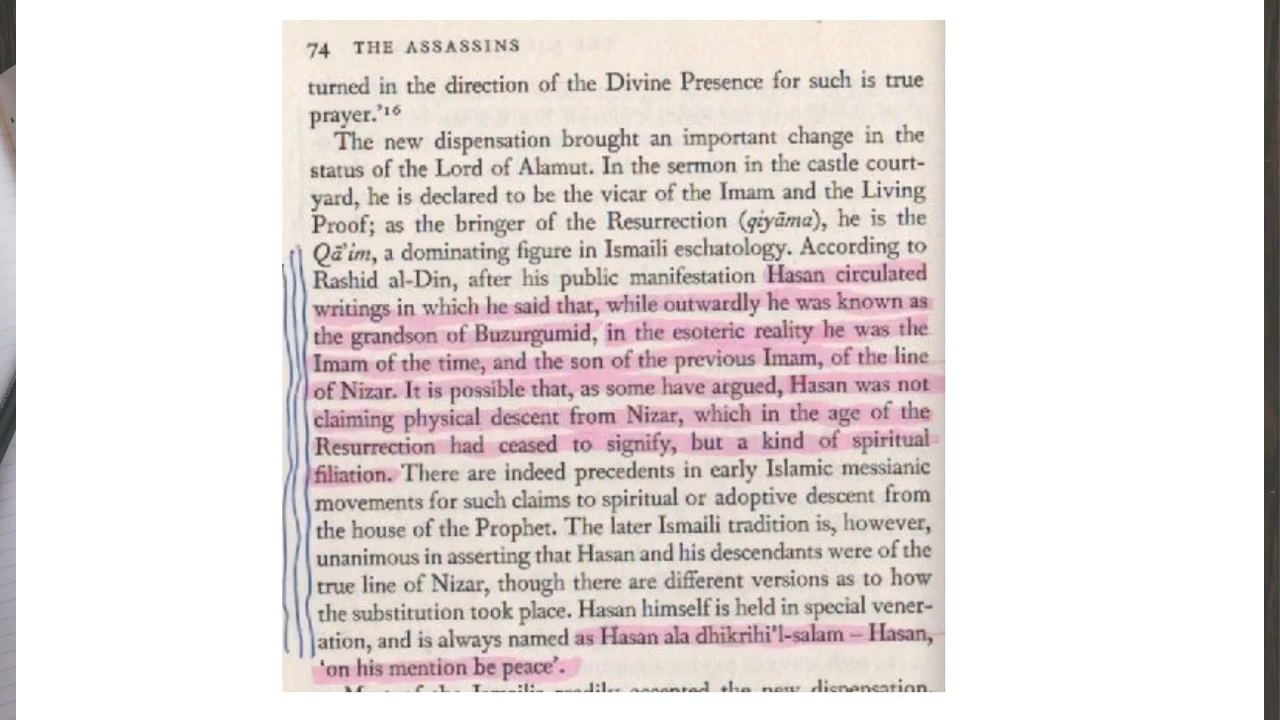 74 THE ASSASSINS
turned in the direction of the Divine Presence for such is true
prayer.'16
The new dispensation brought an important change in the
status of the Lord of Alamut. In the sermon in the castle court-
yard, he is declared to be the vicar of the Imam and the Living
Proof; as the bringer of the Resurrection (qiyāma), he is the
Qā'im, a dominating figure in Ismaili eschatology. According to
Rashid al-Din, after his public manifestation Hasan circulated
writings in which he said that, while outwardly he was known as
the grandson of Buzurgumid, in the esoteric reality he was the
Imam of the time, and the son of the previous Imam, of the line
of Nizar. It is possible that, as some have argued, Hasan was not
claiming physical descent from Nizar, which in the age of the
Resurrection had ceased to signify, but a kind of spiritual
filiation. There are indeed precedents in early Islamic messianic
movements for such claims to spiritual or adoptive descent from
the house of the Prophet. The later Ismaili tradition is, however,
unanimous in asserting that Hasan and his descendants were of the
true line of Nizar, though there are different versions as to how
the substitution took place. Hasan himself is held in special vener-
ation, and is always named as Hasan ala dhikrihi'l-salam – Hasan,
'on his mention be peace'.
Most of the Ismailis readily accepted the new dispensation.